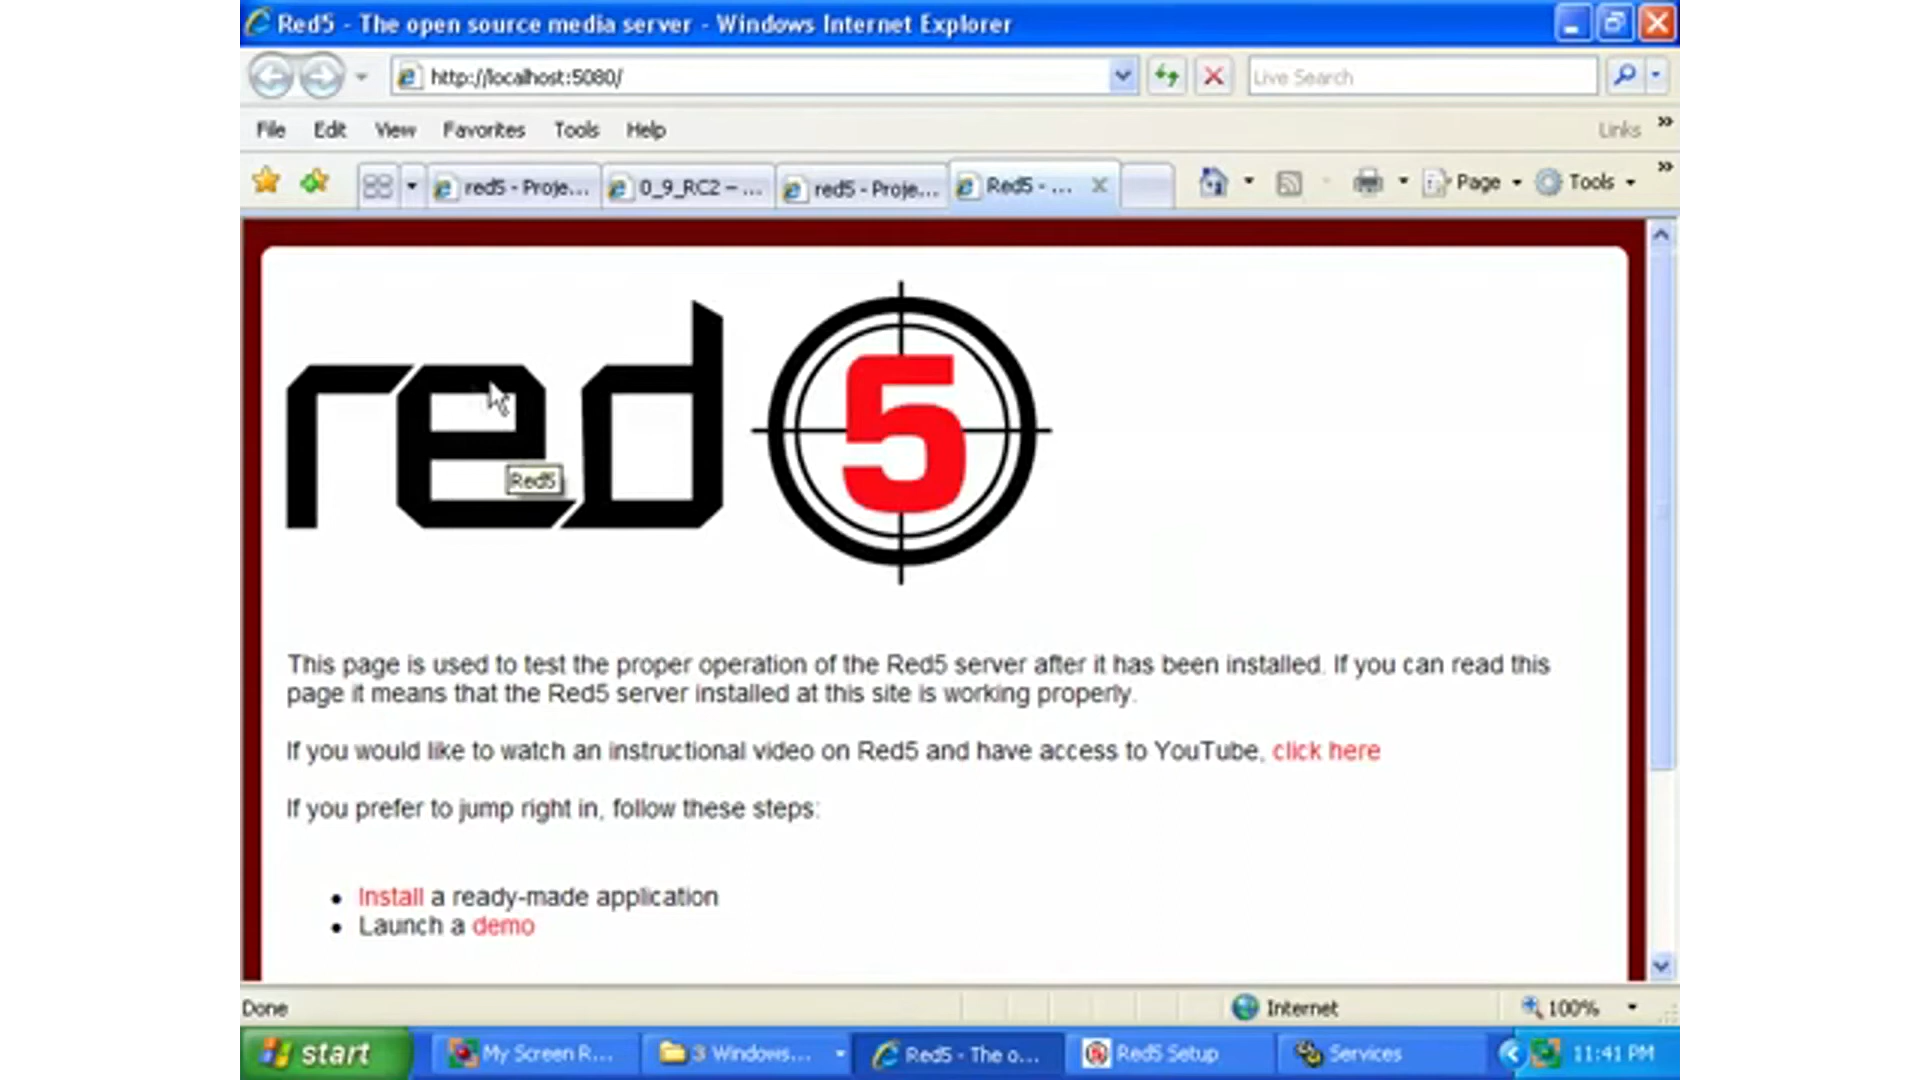 Red5 - The open source media server - Windows Internet Explorer
http://localhost:5080/
Live Search
File Edit View Favorites Tools Help
Links
red5 - Proje...
0_9_RC2 – ...
red5 - Proje...
Red5 - ...
Page
Tools
red 5
Red5
This page is used to test the proper operation of the Red5 server after it has been installed. If you can read this
page it means that the Red5 server installed at this site is working properly.
If you would like to watch an instructional video on Red5 and have access to YouTube, click here
If you prefer to jump right in, follow these steps:
• Install a ready-made application
• Launch a demo
Done
Internet
100%
start
My Screen R...
3 Windows...
Red5 - The o...
Red5 Setup
Services
11:41 PM